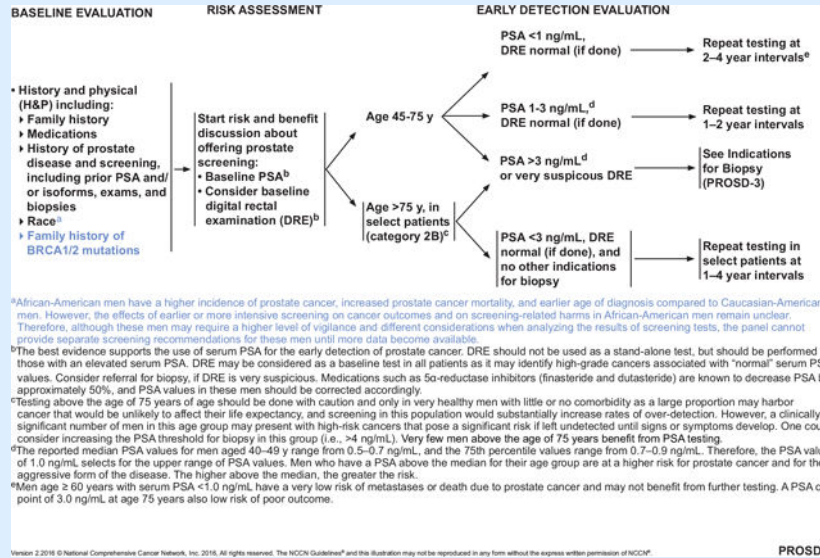 BASELINE EVALUATION
RISK ASSESSMENT
EARLY DETECTION EVALUATION
• History and physical
(H&P) including:
▸ Family history
▸ Medications
▸ History of prostate
disease and screening,
including prior PSA and/
or isoforms, exams, and
biopsies
▸ Raceᵃ
▸ Family history of
BRCA1/2 mutations
Start risk and benefit
discussion about
offering prostate
screening:
• Baseline PSAᵇ
• Consider baseline
digital rectal
examination (DRE)ᵇ
Age 45-75 y
Age >75 y, in
select patients
(category 2B)ᶜ
PSA <1 ng/mL,
DRE normal (if done)
Repeat testing at
2–4 year intervalsᵉ
PSA 1-3 ng/mL,ᵈ
DRE normal (if done)
Repeat testing at
1–2 year intervals
PSA >3 ng/mLᵈ
or very suspicous DRE
See Indications
for Biopsy
(PROSD-3)
PSA <3 ng/mL, DRE
normal (if done), and
no other indications
for biopsy
Repeat testing in
select patients at
1–4 year intervals
ᵃAfrican-American men have a higher incidence of prostate cancer, increased prostate cancer mortality, and earlier age of diagnosis compared to Caucasian-American
men. However, the effects of earlier or more intensive screening on cancer outcomes and on screening-related harms in African-American men remain unclear.
Therefore, although these men may require a higher level of vigilance and different considerations when analyzing the results of screening tests, the panel cannot
provide separate screening recommendations for these men until more data become available.
ᵇThe best evidence supports the use of serum PSA for the early detection of prostate cancer. DRE should not be used as a stand-alone test, but should be performed
those with an elevated serum PSA. DRE may be considered as a baseline test in all patients as it may identify high-grade cancers associated with “normal” serum PS
values. Consider referral for biopsy, if DRE is very suspicious. Medications such as 5α-reductase inhibitors (finasteride and dutasteride) are known to decrease PSA
approximately 50%, and PSA values in these men should be corrected accordingly.
ᶜTesting above the age of 75 years of age should be done with caution and only in very healthy men with little or no comorbidity as a large proportion may harbor
cancer that would be unlikely to affect their life expectancy, and screening in this population would substantially increase rates of over-detection. However, a clinically
significant number of men in this age group may present with high-risk cancers that pose a significant risk if left undetected until signs or symptoms develop. One cou
consider increasing the PSA threshold for biopsy in this group (i.e., >4 ng/mL). Very few men above the age of 75 years benefit from PSA testing.
ᵈThe reported median PSA values for men aged 40–49 y range from 0.5–0.7 ng/mL, and the 75th percentile values range from 0.7–0.9 ng/mL. Therefore, the PSA valu
of 1.0 ng/mL selects for the upper range of PSA values. Men who have a PSA above the median for their age group are at a higher risk for prostate cancer and for the
aggressive form of the disease. The higher above the median, the greater the risk.
ᵉMen age ≥ 60 years with serum PSA <1.0 ng/mL have a very low risk of metastases or death due to prostate cancer and may not benefit from further testing. A PSA c
point of 3.0 ng/mL at age 75 years also low risk of poor outcome.
Version 2.2016 © National Comprehensive Cancer Network, Inc. 2016, All rights reserved. The NCCN Guidelines® and this illustration may not be reproduced in any form without the express written permission of NCCN®.
PROSD